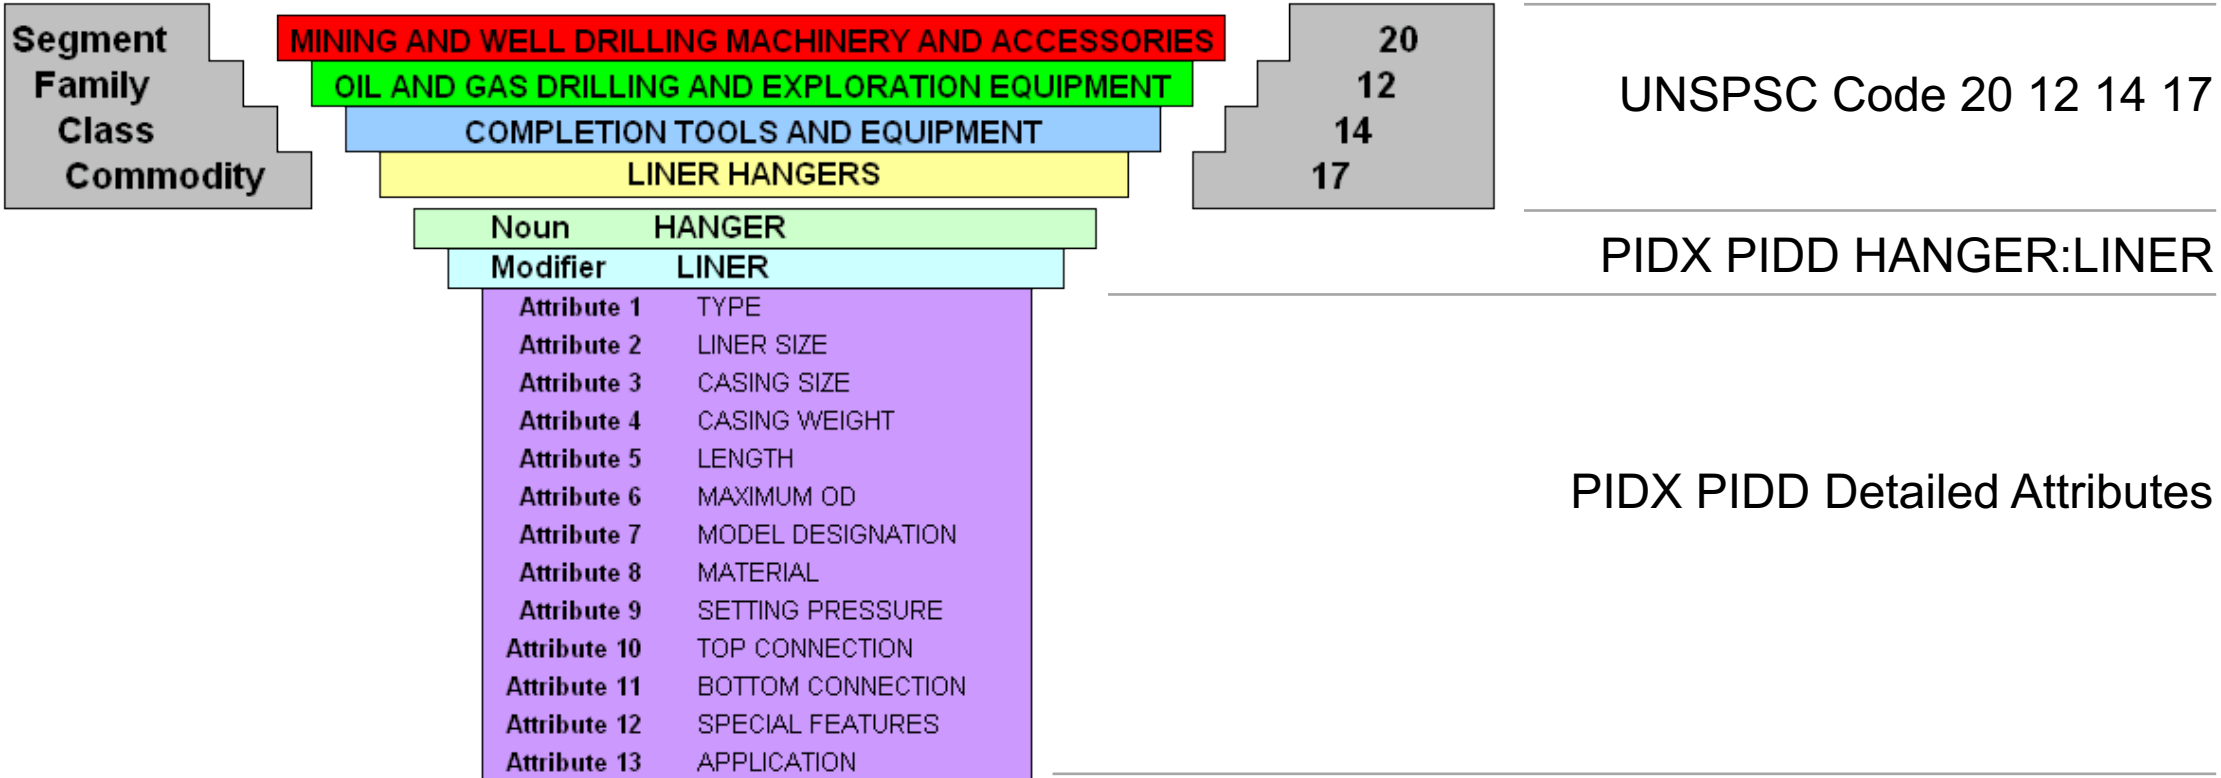 Segment MINING AND WELL DRILLING MACHINERY AND ACCESSORIES 20
Family OIL AND GAS DRILLING AND EXPLORATION EQUIPMENT 12
UNSPSC Code 20 12 14 17
Class COMPLETION TOOLS AND EQUIPMENT 14
Commodity LINER HANGERS 17
Noun HANGER
PIDX PIDD HANGER:LINER
Modifier LINER
Attribute 1 TYPE
Attribute 2 LINER SIZE
Attribute 3 CASING SIZE
Attribute 4 CASING WEIGHT
Attribute 5 LENGTH
Attribute 6 MAXIMUM OD
PIDX PIDD Detailed Attributes
Attribute 7 MODEL DESIGNATION
Attribute 8 MATERIAL
Attribute 9 SETTING PRESSURE
Attribute 10 TOP CONNECTION
Attribute 11 BOTTOM CONNECTION
Attribute 12 SPECIAL FEATURES
Attribute 13 APPLICATION